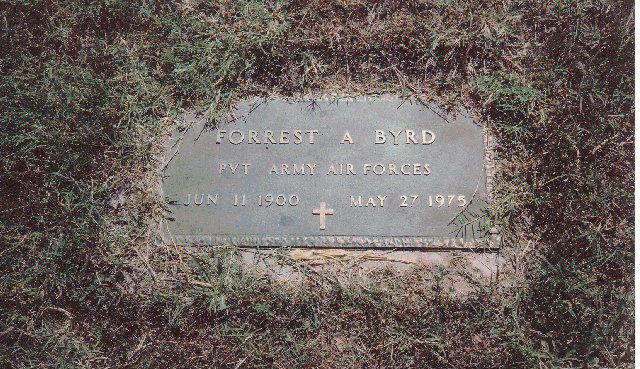 FORREST A BYRD
PVT ARMY AIR FORCES
JUN 11 1900 MAY 27 1975